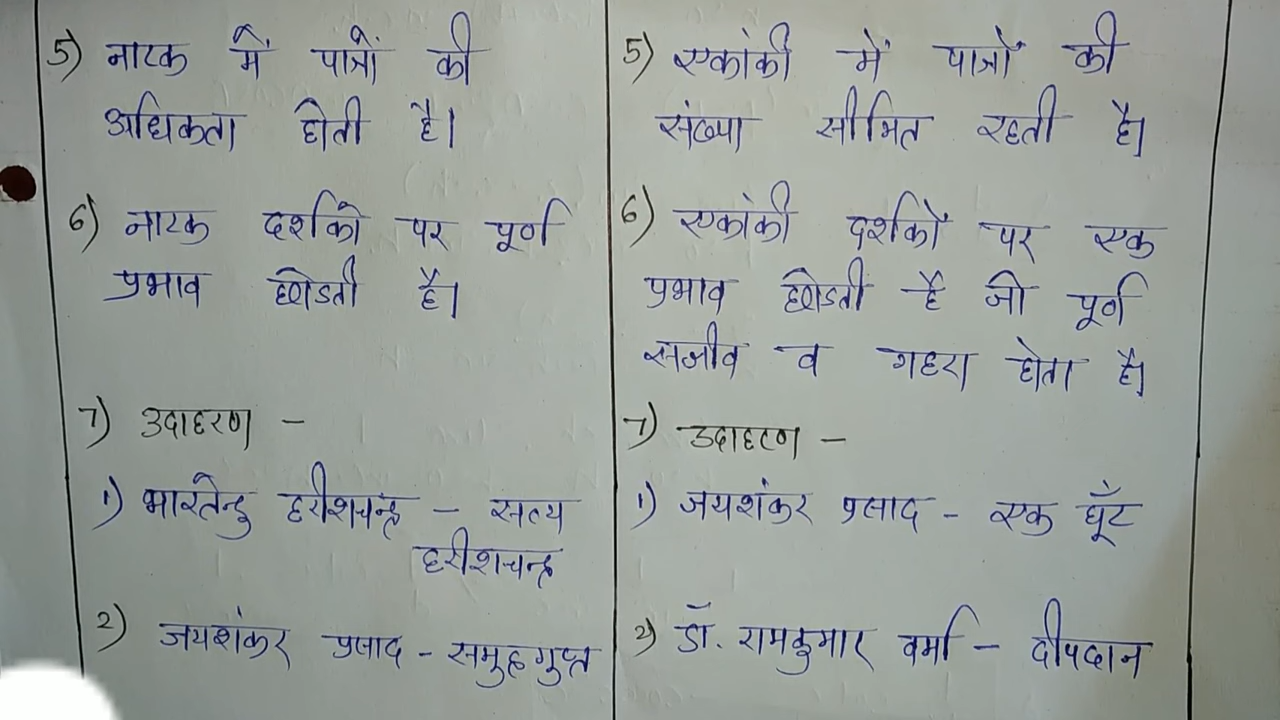 5) नाटक में पात्रों की
अधिकता होती है।
6) नाटक दर्शको पर पूर्ण
प्रभाव छोडती है।
7) उदाहरण –
1) भारतेन्दु हरीशचन्द्र – सत्य
हरीशचन्द्र
2) जयशंकर प्रसाद – समुद्रगुप्त
5) एकांकी में पात्रों की
संख्या सीमित रहती है।
6) एकांकी दर्शकों पर एक
प्रभाव छोडती है जो पूर्ण
सजीव व गहरा होता है।
7) उदाहरण –
1) जयशंकर प्रसाद – एक घूँट
2) डॉ. रामकुमार वर्मा – दीपदान